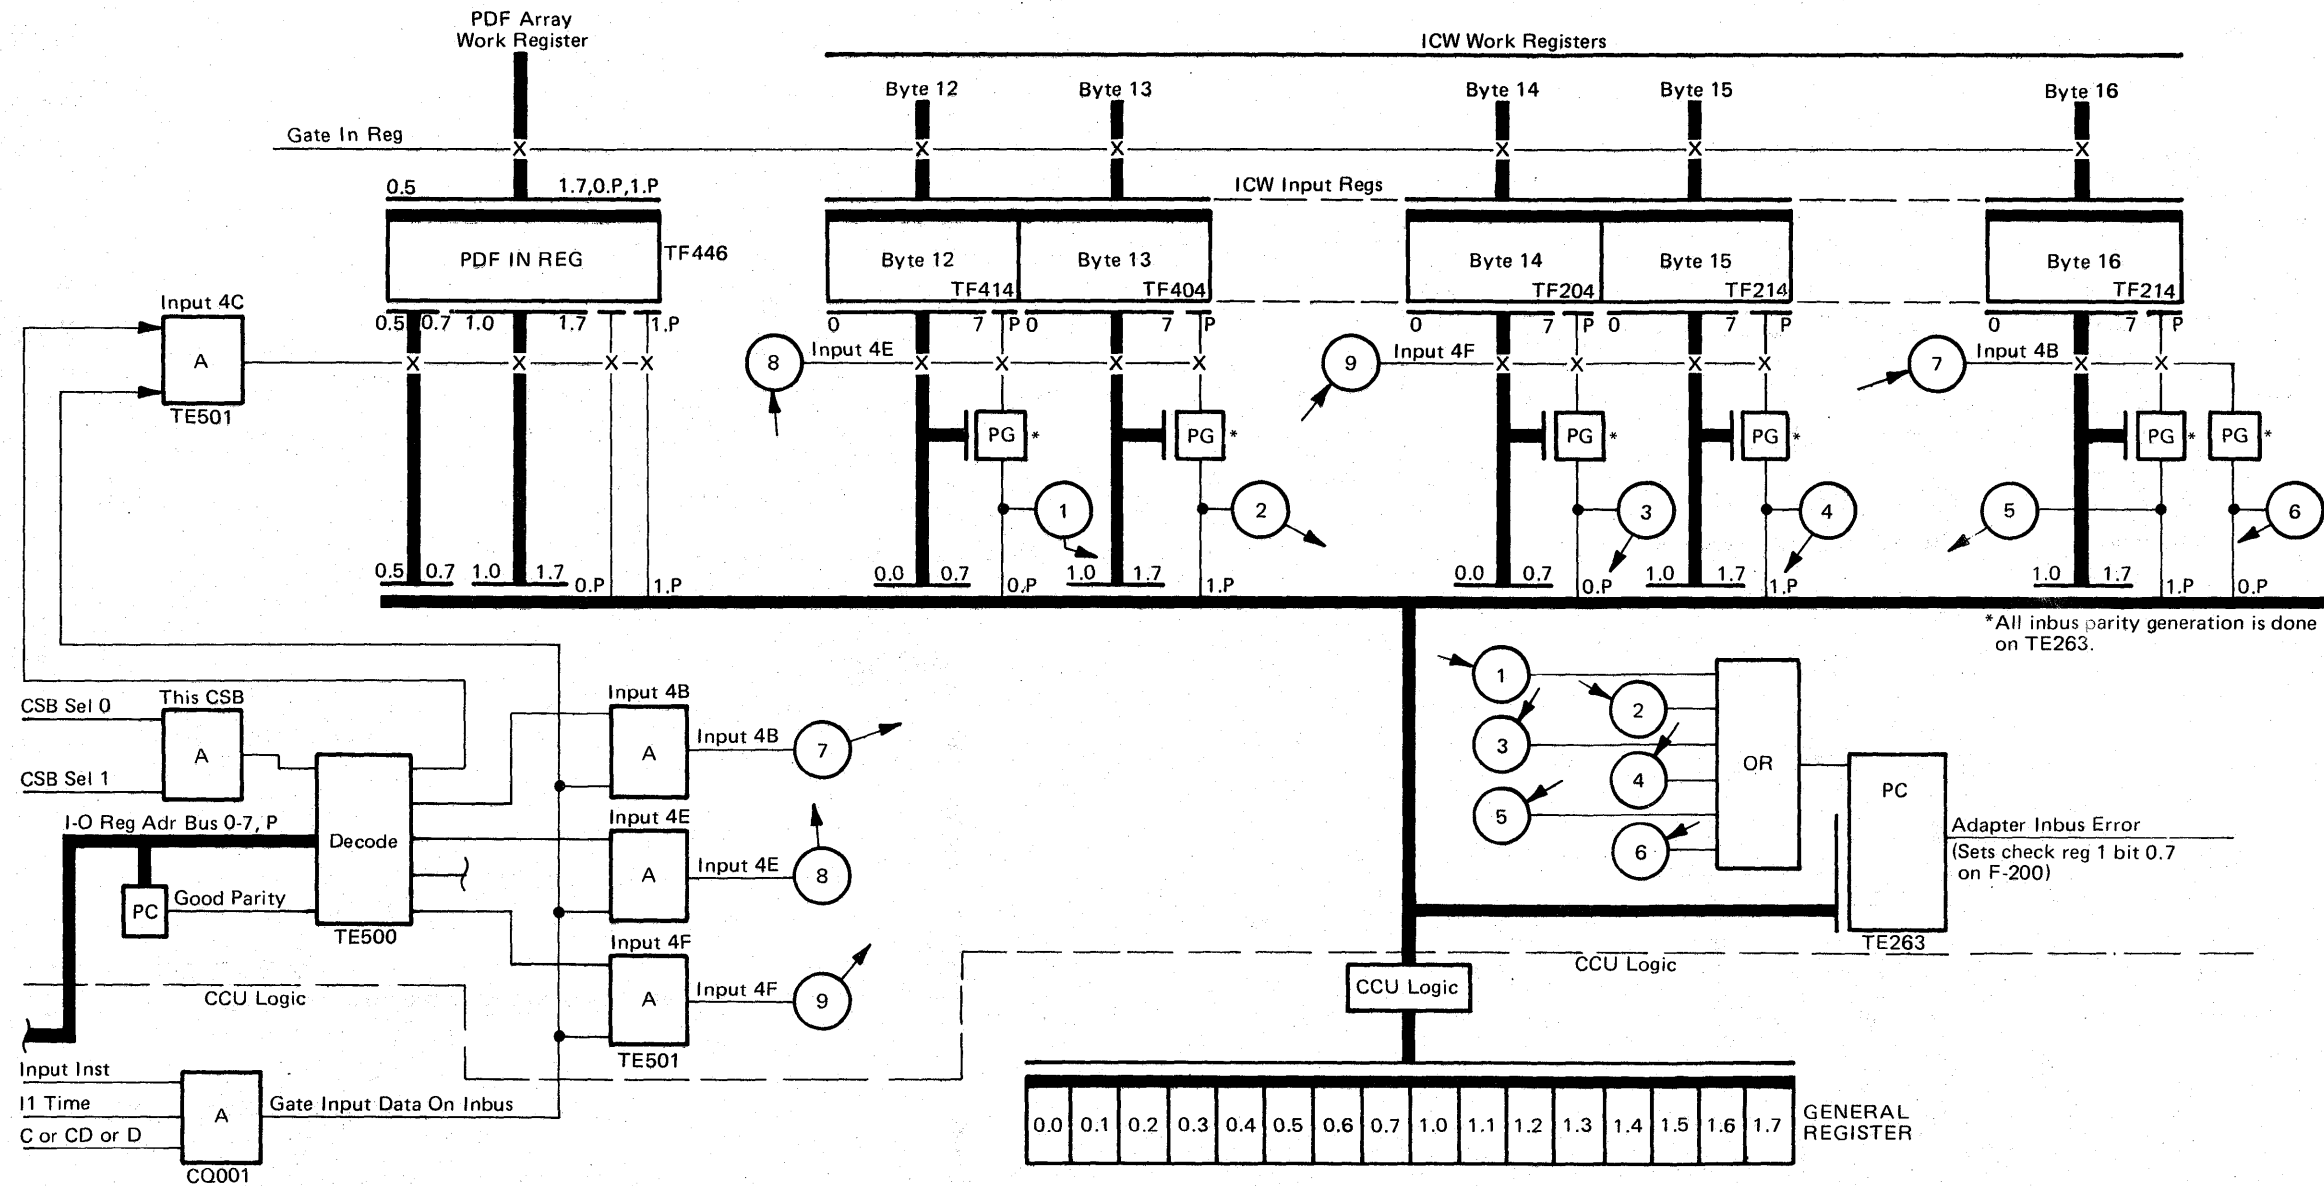 PDF Array
Work Register
ICW Work Registers
Byte 12
Byte 13
Byte 14
Byte 15
Byte 16
Gate In Reg
X X X X X X
0.5 1.7,0.P,1.P
ICW Input Regs
PDF IN REG
TF446
Byte 12
TF414
Byte 13
TF404
Byte 14
TF204
Byte 15
TF214
Byte 16
TF214
Input 4C
A
TE501
0.5 0.7 1.0 1.7 1.P
0 7 P 0 7 P
0 7 P 0 7 P
0 7 P
X X X X
8 Input 4E X X X X
9 Input 4F X X X X
7 Input 4B X X
PG *
PG *
PG *
PG *
PG *
PG *
1
2
3
4
5
6
0.5 0.7 1.0 1.7 0.P 1.P
0.0 0.7 0.P 1.0 1.7 1.P
0.0 0.7 0.P 1.0 1.7 1.P
1.0 1.7 1.P 0.P
*All inbus parity generation is done
on TE263.
CSB Sel 0
This CSB
A
CSB Sel 1
I-O Reg Adr Bus 0-7, P
Decode
PC
Good Parity
TE500
Input 4B
A
Input 4B
7
Input 4E
A
Input 4E
8
Input 4F
A
Input 4F
9
TE501
CCU Logic
Input Inst
I1 Time
C or CD or D
A
CQ001
Gate Input Data On Inbus
1
2
3
4
5
6
OR
PC
TE263
Adapter Inbus Error
(Sets check reg 1 bit 0.7
on F-200)
CCU Logic
CCU Logic
0.0 0.1 0.2 0.3 0.4 0.5 0.6 0.7 1.0 1.1 1.2 1.3 1.4 1.5 1.6 1.7
GENERAL
REGISTER